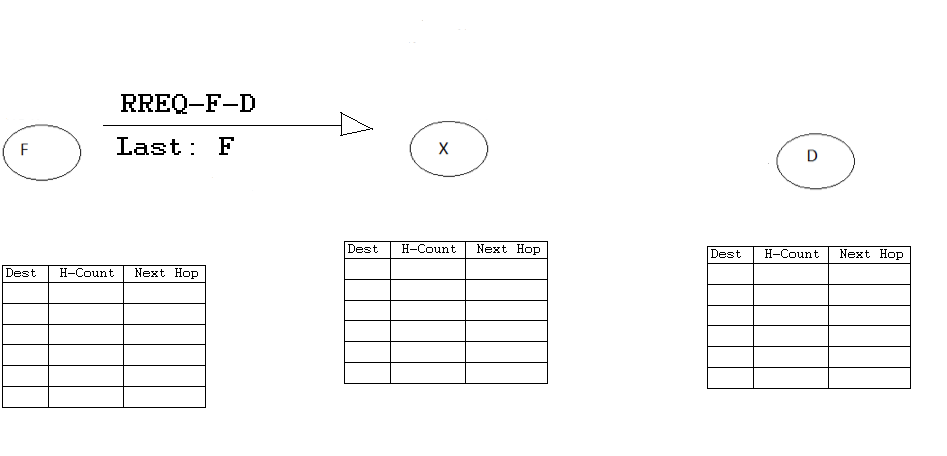 RREQ-F-D
Last: F
F
X
D
Dest H-Count Next Hop
Dest H-Count Next Hop
Dest H-Count Next Hop